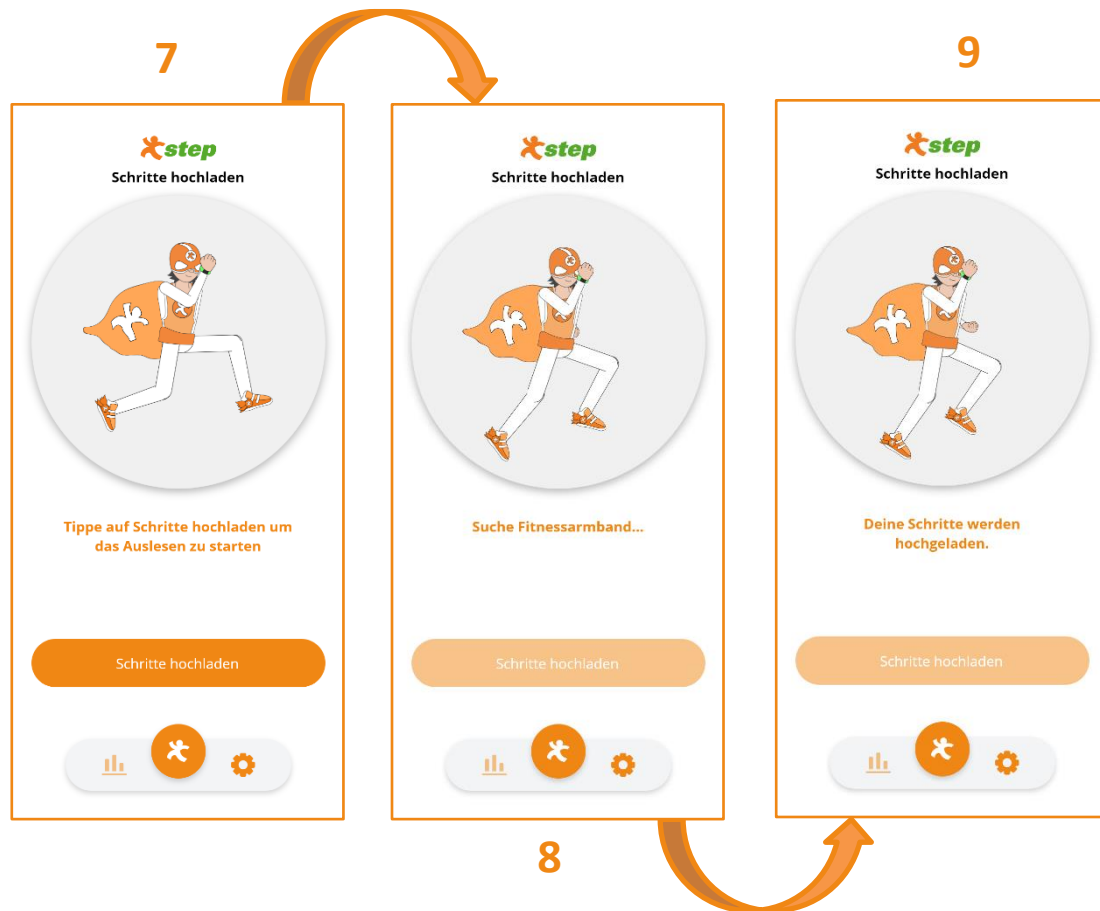 7
step
Schritte hochladen
Tippe auf Schritte hochladen um
das Auslesen zu starten
Schritte hochladen
8
step
Schritte hochladen
Suche Fitnessarmband...
Schritte hochladen
9
step
Schritte hochladen
Deine Schritte werden
hochgeladen.
Schritte hochladen